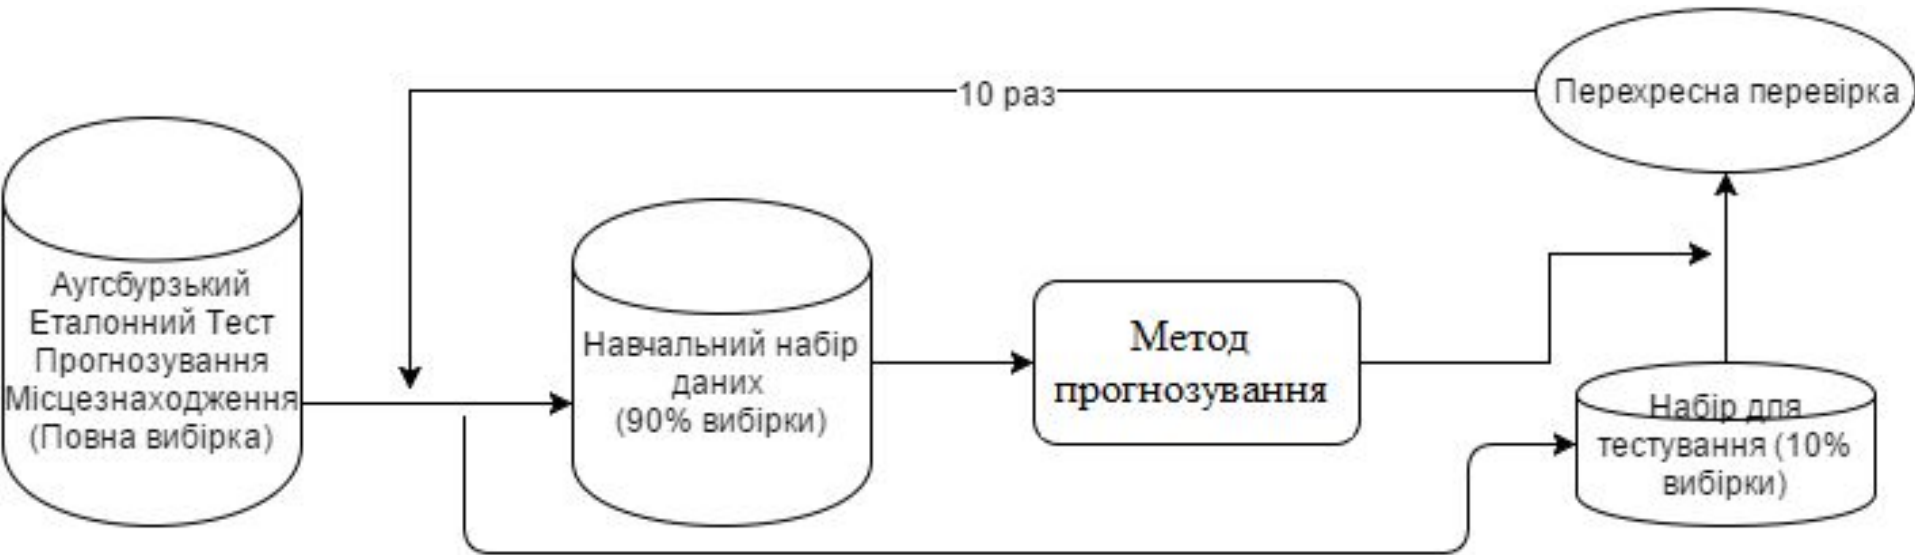 Перехресна перевірка
10 раз
Аугсбурзький
Еталонний Тест
Прогнозування
Місцезнаходження
(Повна вибірка)
Навчальний набір
даних
(90% вибірки)
Метод
прогнозування
Набір для
тестування (10%
вибірки)